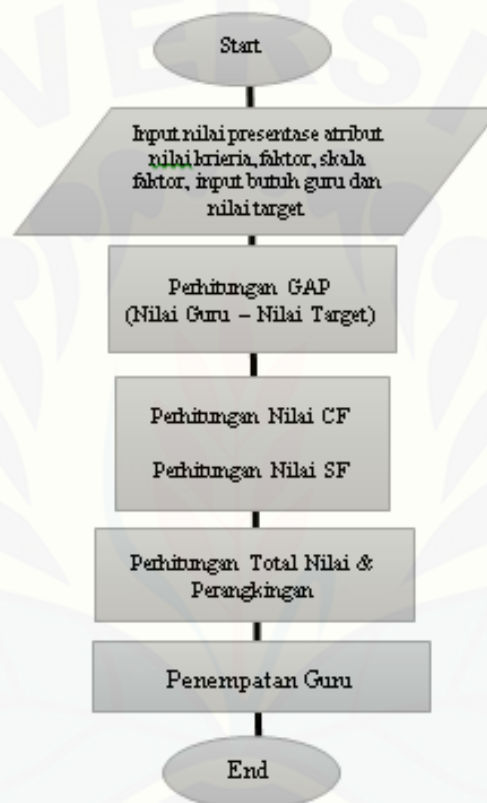 VERSI
Start
Input nilai presentase atribut
nilai krieria, faktor, skala
faktor, input butuh guru dan
nilai target
Perhitungan GAP
(Nilai Guru – Nilai Target)
Perhitungan Nilai CF
Perhitungan Nilai SF
Perhitungan Total Nilai &
Perangkingan
Penempatan Guru
End